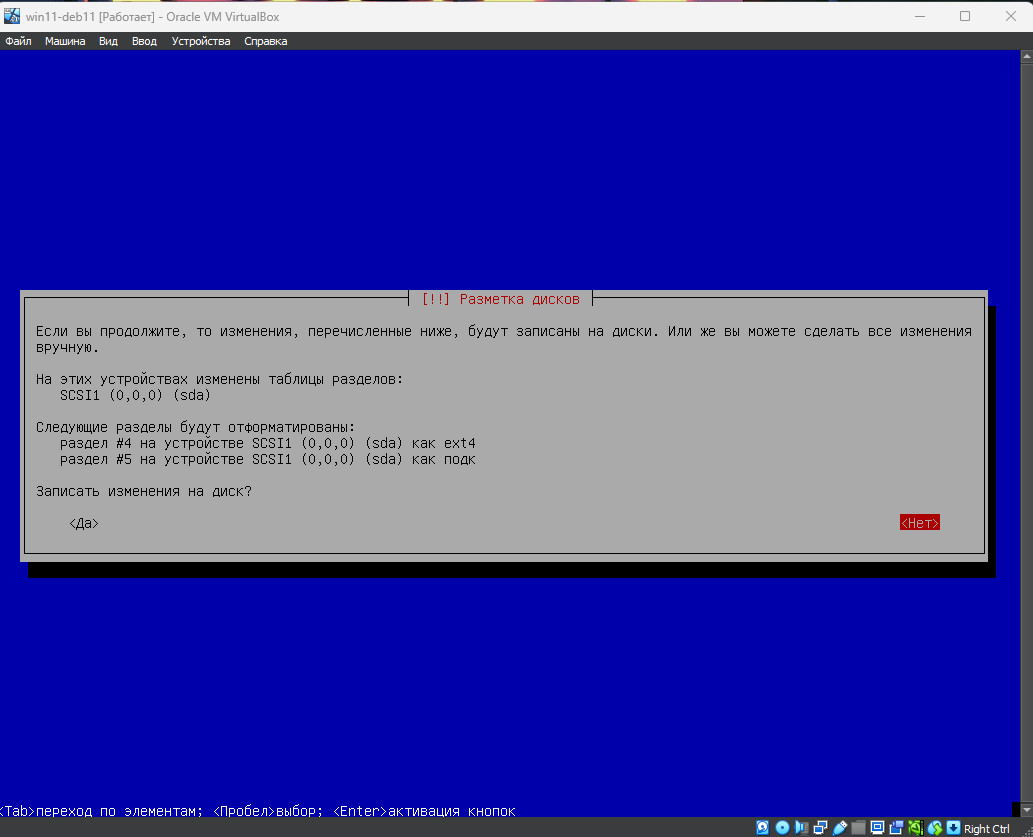 win11-deb11 [Работает] - Oracle VM VirtualBox
Файл Машина Вид Ввод Устройства Справка
[!!] Разметка дисков
Если вы продолжите, то изменения, перечисленные ниже, будут записаны на диски. Или же вы можете сделать все изменения
вручную.
На этих устройствах изменены таблицы разделов:
SCSI1 (0,0,0) (sda)
Следующие разделы будут отформатированы:
раздел #4 на устройстве SCSI1 (0,0,0) (sda) как ext4
раздел #5 на устройстве SCSI1 (0,0,0) (sda) как подк
Записать изменения на диск?
<Да> <Нет>
<Tab>переход по элементам; <Пробел>выбор; <Enter>активация кнопок
Right Ctrl